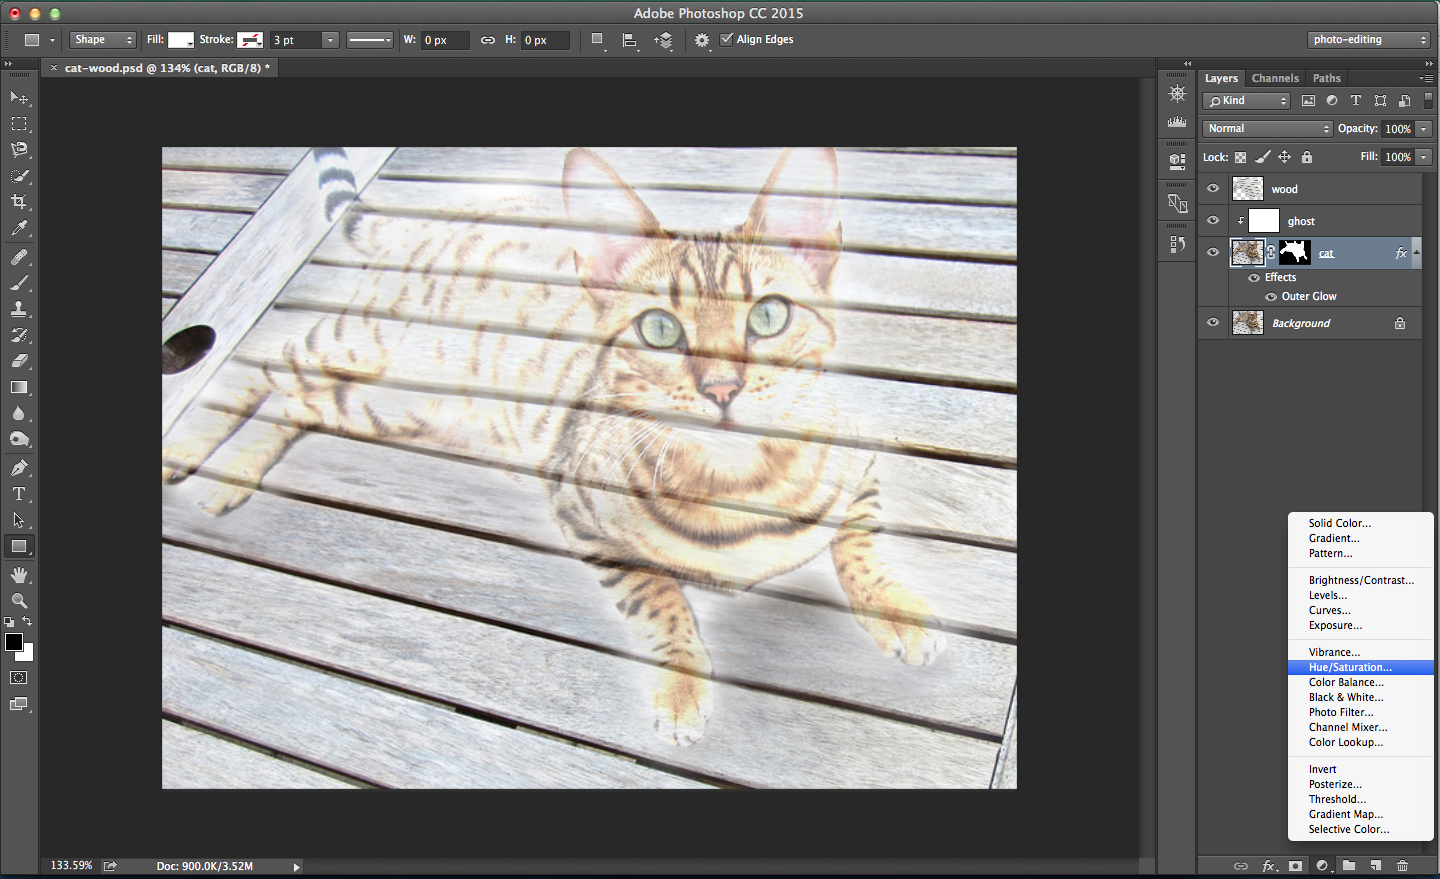 Adobe Photoshop CC 2015
Shape Fill: Stroke: 3 pt W: 0 px H: 0 px Align Edges photo-editing
× cat-wood.psd @ 134% (cat, RGB/8) *
Layers Channels Paths
Kind
Normal Opacity: 100%
Lock: Fill: 100%
wood
ghost
cat fx
Effects
Outer Glow
Background
Solid Color...
Gradient...
Pattern...
Brightness/Contrast...
Levels...
Curves...
Exposure...
Vibrance...
Hue/Saturation...
Color Balance...
Black & White...
Photo Filter...
Channel Mixer...
Color Lookup...
Invert
Posterize...
Threshold...
Gradient Map...
Selective Color...
133.59% Doc: 900.0K/3.52M
fx